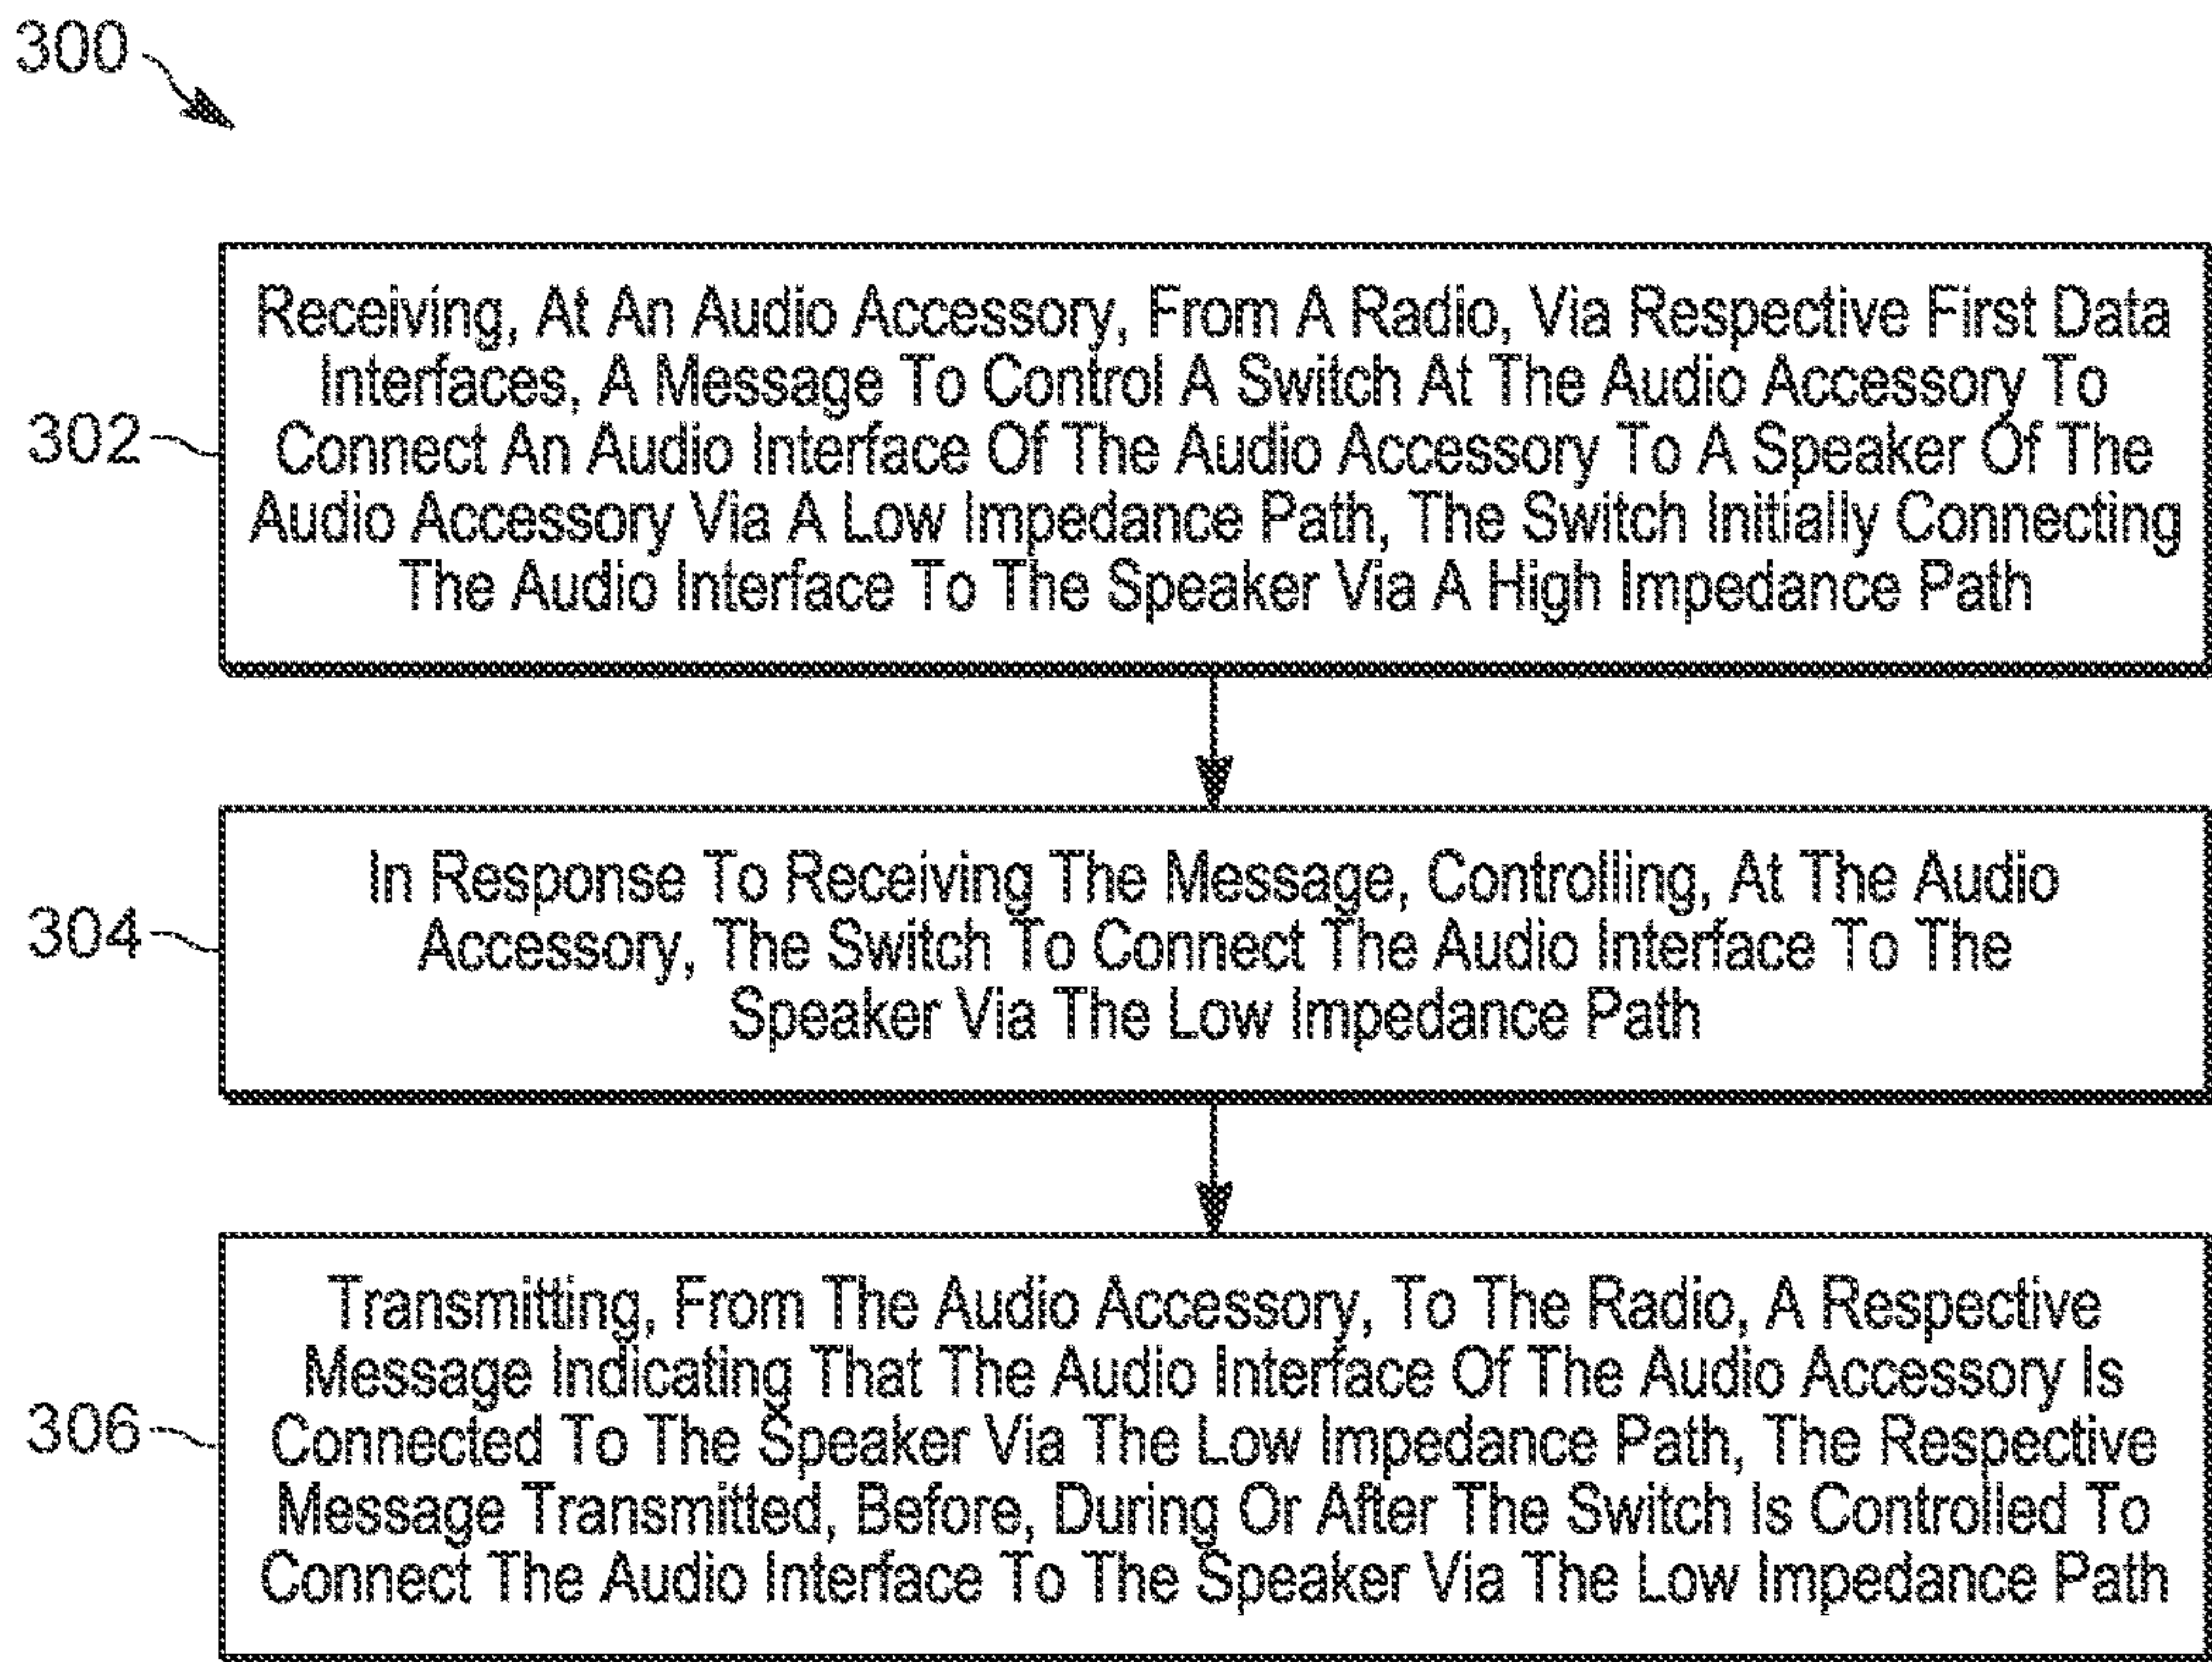 300
302
Receiving, At An Audio Accessory, From A Radio, Via Respective First Data
Interfaces, A Message To Control A Switch At The Audio Accessory To
Connect An Audio Interface Of The Audio Accessory To A Speaker Of The
Audio Accessory Via A Low Impedance Path, The Switch Initially Connecting
The Audio Interface To The Speaker Via A High Impedance Path
304
In Response To Receiving The Message, Controlling, At The Audio
Accessory, The Switch To Connect The Audio Interface To The
Speaker Via The Low Impedance Path
306
Transmitting, From The Audio Accessory, To The Radio, A Respective
Message Indicating That The Audio Interface Of The Audio Accessory Is
Connected To The Speaker Via The Low Impedance Path, The Respective
Message Transmitted, Before, During Or After The Switch Is Controlled To
Connect The Audio Interface To The Speaker Via The Low Impedance Path